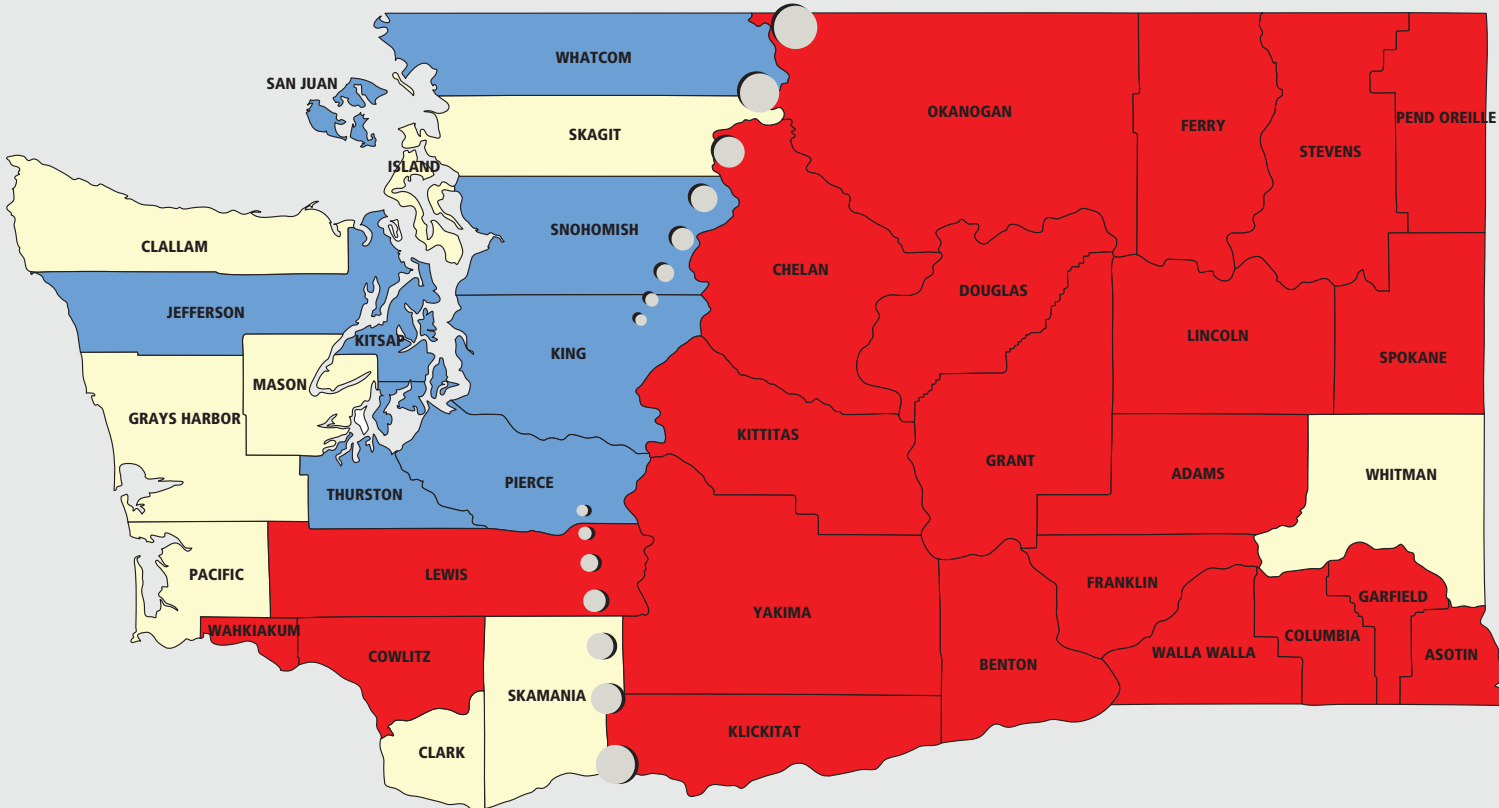 WHATCOM
SAN JUAN
OKANOGAN
PEND OREILLE
FERRY
SKAGIT
STEVENS
ISLAND
SNOHOMISH
CLALLAM
CHELAN
DOUGLAS
JEFFERSON
LINCOLN
KITSAP
KING
SPOKANE
MASON
GRAYS HARBOR
KITTITAS
GRANT
ADAMS
WHITMAN
PIERCE
THURSTON
PACIFIC
LEWIS
FRANKLIN
GARFIELD
YAKIMA
WAHKIAKUM
COLUMBIA
WALLA WALLA
ASOTIN
COWLITZ
BENTON
SKAMANIA
KLICKITAT
CLARK